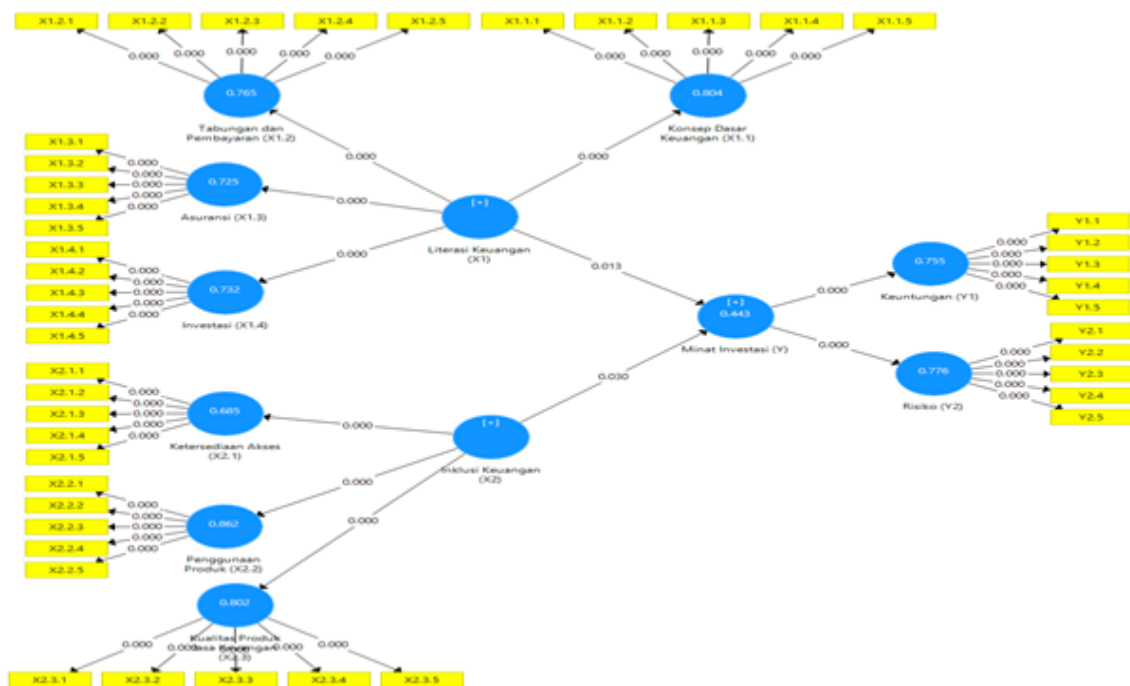 X1.2.1 X1.2.2 X1.2.3 X1.2.4 X1.2.5 X1.1.1 X1.1.2 X1.1.3 X1.1.4 X1.1.5
0.000 0.000 0.000 0.000 0.000 0.000 0.000 0.000 0.000 0.000
0.765 0.804
Tabungan dan
Pembayaran (X1.2)
Konsep Dasar
Keuangan (X1.1)
0.000 0.000
X1.3.1
X1.3.2
X1.3.3
X1.3.4
X1.3.5
0.000
0.000
0.000
0.000
0.000
0.725
Asuransi (X1.3)
0.000
[+]
Literasi Keuangan
(X1)
X1.4.1
X1.4.2
X1.4.3
X1.4.4
X1.4.5
0.000
0.000
0.000
0.000
0.000
0.732
Investasi (X1.4)
0.000
0.013
[+]
0.443
Minat Investasi (Y)
0.000
0.755
Keuntungan (Y1)
0.000
0.000
0.000
0.000
0.000
Y1.1
Y1.2
Y1.3
Y1.4
Y1.5
0.000
0.776
Risiko (Y2)
0.000
0.000
0.000
0.000
0.000
Y2.1
Y2.2
Y2.3
Y2.4
Y2.5
X2.1.1
X2.1.2
X2.1.3
X2.1.4
X2.1.5
0.000
0.000
0.000
0.000
0.000
0.685
Ketersediaan Akses
(X2.1)
0.000
0.030
[+]
Inklusi Keuangan
(X2)
X2.2.1
X2.2.2
X2.2.3
X2.2.4
X2.2.5
0.000
0.000
0.000
0.000
0.000
0.862
Penggunaan
Produk (X2.2)
0.000
0.000
0.802
Kualitas Produk
Jasa Keuangan
(X2.3)
0.000 0.000 0.000 0.000 0.000
X2.3.1 X2.3.2 X2.3.3 X2.3.4 X2.3.5